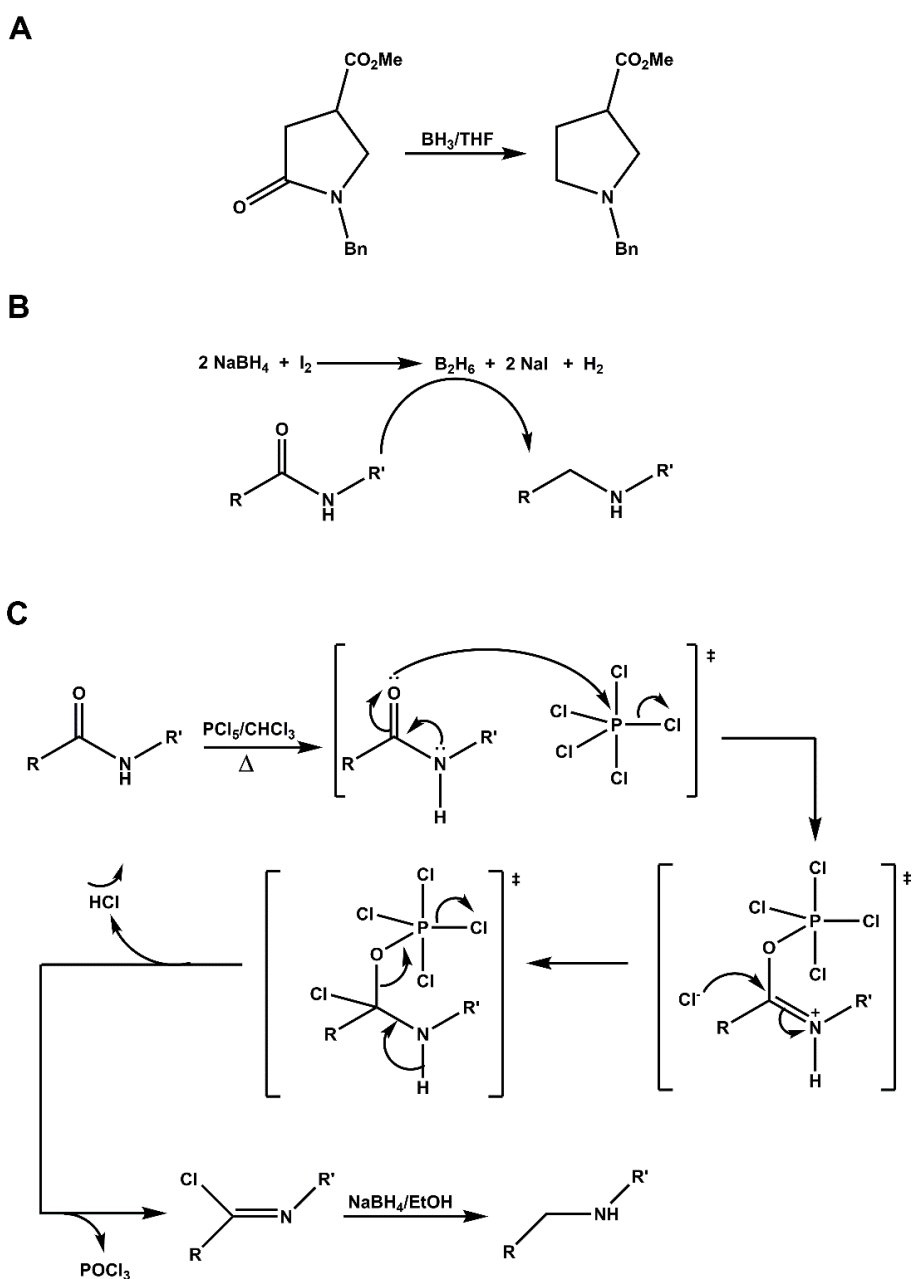 A
CO₂Me CO₂Me
BH₃/THF
O N N
Bn Bn
B
2 NaBH₄ + I₂ B₂H₆ + 2 NaI + H₂
O
R N H R' R N H R'
C
O
R N H R'
PCl₅/CHCl₃
Δ
O R N H R'
Cl Cl P Cl Cl Cl
‡
HCl
Cl Cl P Cl Cl
O
Cl
R N H R'
‡
Cl Cl P Cl Cl
O
Cl⁻
R N + H R'
‡
Cl R' N R
NaBH₄/EtOH
R' NH R
POCl₃